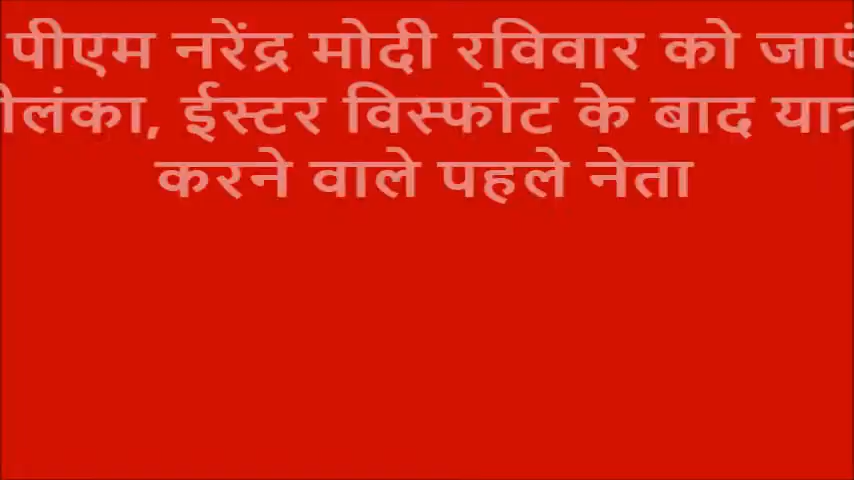 पीएम नरेंद्र मोदी रविवार को
ईस्टर विस्फोट के बाद
करने वाले पहले नेता